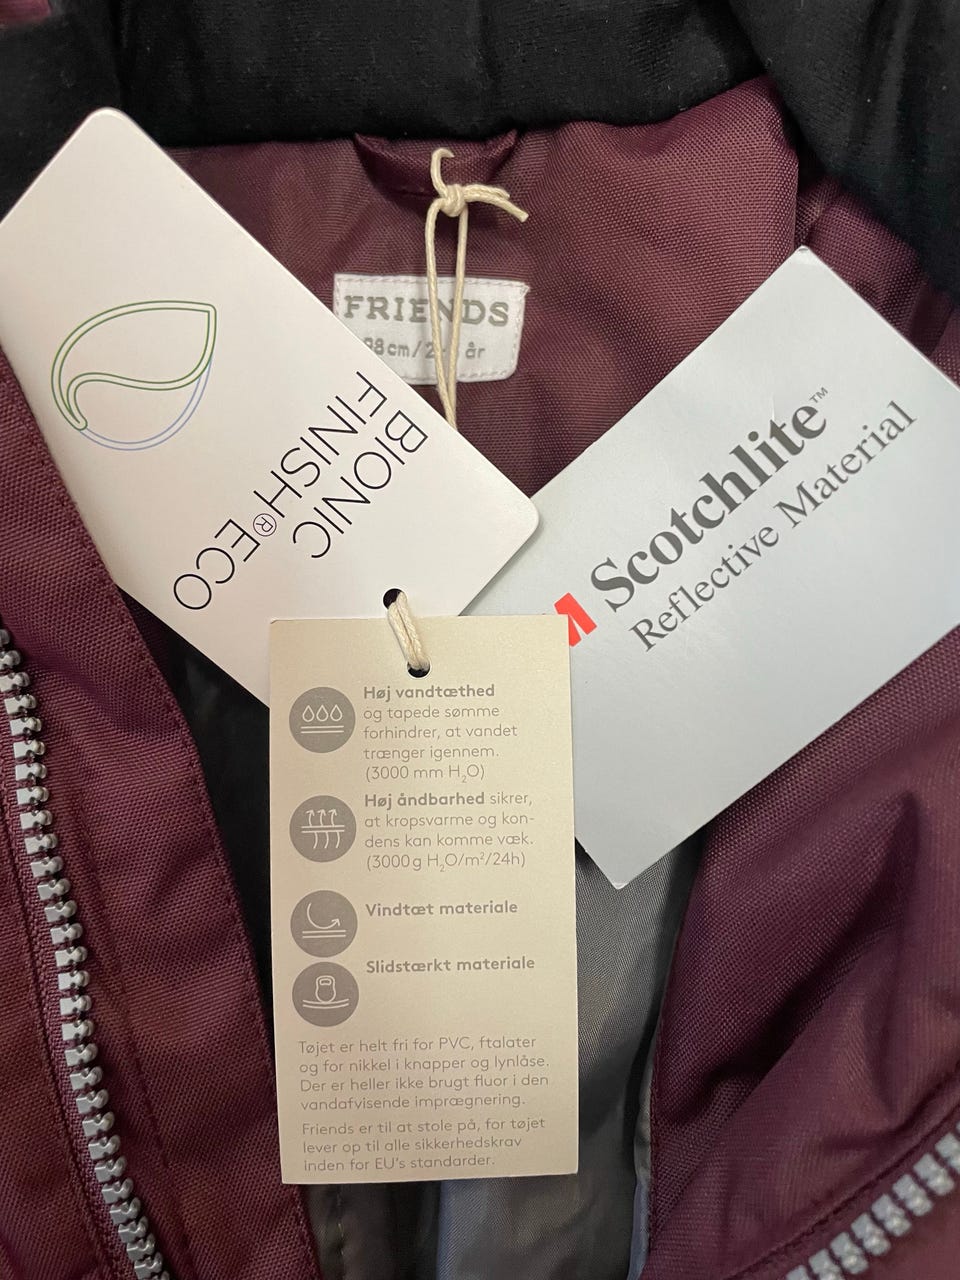 FRIENDS
98cm/2-3 år
BIONIC
FINISH®ECO
Scotchlite™
Reflective Material
Høj vandtæthed
og tapede sømme
forhindrer, at vandet
trænger igennem.
(3000 mm H₂O)
Høj åndbarhed sikrer,
at kropsvarme og kon-
dens kan komme væk.
(3000g H₂O/m²/24h)
Vindtæt materiale
Slidstærkt materiale
Tøjet er helt fri for PVC, ftalater
og for nikkel i knapper og lynlåse.
Der er heller ikke brugt fluor i den
vandafvisende imprægnering.
Friends er til at stole på, for tøjet
lever op til alle sikkerhedskrav
inden for EU's standarder.